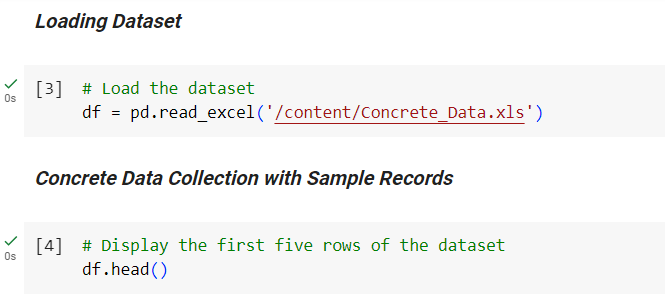 Loading Dataset
[3] # Load the dataset
0s
df = pd.read_excel('/content/Concrete_Data.xls')
Concrete Data Collection with Sample Records
[4] # Display the first five rows of the dataset
0s
df.head()